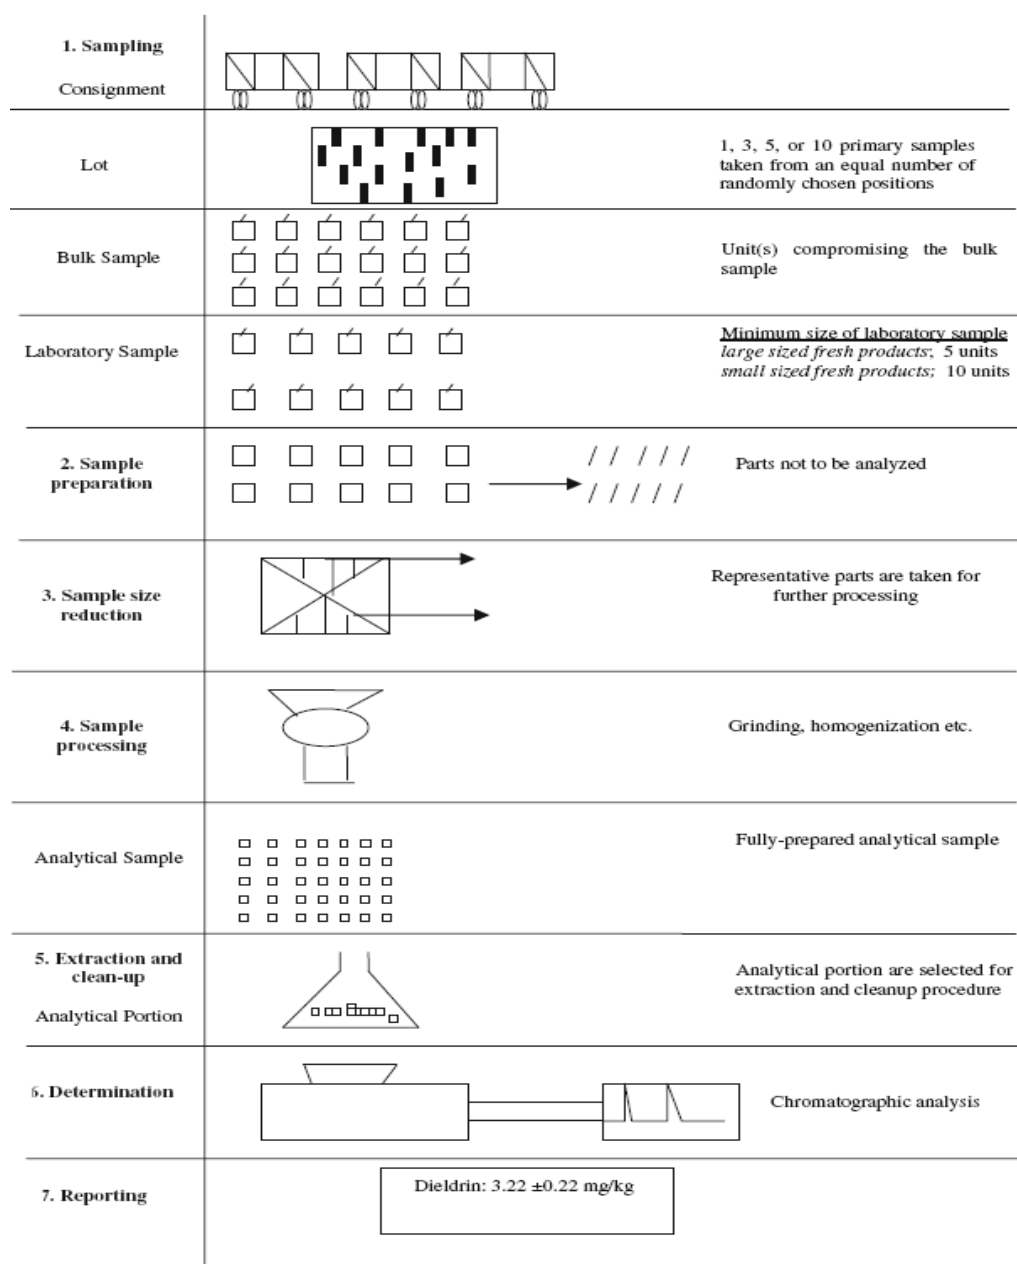 1. Sampling
Consignment
Lot
1, 3, 5, or 10 primary samples
taken from an equal number of
randomly chosen positions
Bulk Sample
Unit(s) compromising the bulk
sample
Laboratory Sample
Minimum size of laboratory sample
large sized fresh products; 5 units
small sized fresh products; 10 units
2. Sample
preparation
Parts not to be analyzed
3. Sample size
reduction
Representative parts are taken for
further processing
4. Sample
processing
Grinding, homogenization etc.
Analytical Sample
Fully-prepared analytical sample
5. Extraction and
clean-up
Analytical Portion
Analytical portion are selected for
extraction and cleanup procedure
6. Determination
Chromatographic analysis
7. Reporting
Dieldrin: 3.22 ±0.22 mg/kg